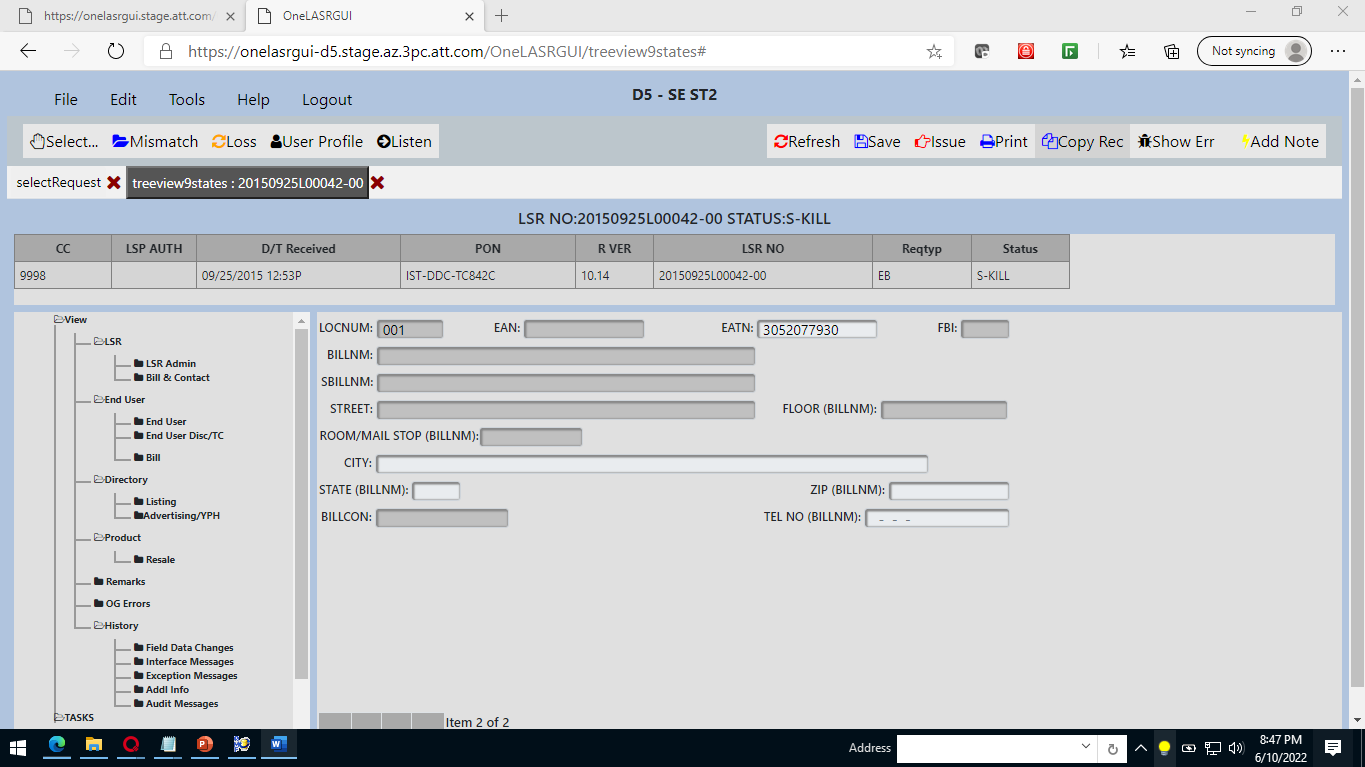 https://onelasrgui.stage.att.com/
OneLASRGUI
https://onelasrgui-d5.stage.az.3pc.att.com/OneLASRGUI/treeview9states#
Not syncing
File Edit Tools Help Logout
D5 - SE ST2
Select... Mismatch Loss User Profile Listen
Refresh Save Issue Print Copy Rec Show Err Add Note
selectRequest treeview9states : 20150925L00042-00
LSR NO:20150925L00042-00 STATUS:S-KILL
CC LSP AUTH D/T Received PON R VER LSR NO Reqtyp Status
9998 09/25/2015 12:53P IST-DDC-TC842C 10.14 20150925L00042-00 EB S-KILL
View
LSR
LSR Admin
Bill & Contact
End User
End User
End User Disc/TC
Bill
Directory
Listing
Advertising/YPH
Product
Resale
Remarks
OG Errors
History
Field Data Changes
Interface Messages
Exception Messages
Addl Info
Audit Messages
TASKS
LOCNUM: 001 EAN: EATN: 3052077930 FBI:
BILLNM:
SBILLNM:
STREET: FLOOR (BILLNM):
ROOM/MAIL STOP (BILLNM):
CITY:
STATE (BILLNM): ZIP (BILLNM):
BILLCON: TEL NO (BILLNM): - - -
Item 2 of 2
Address
8:47 PM
6/10/2022